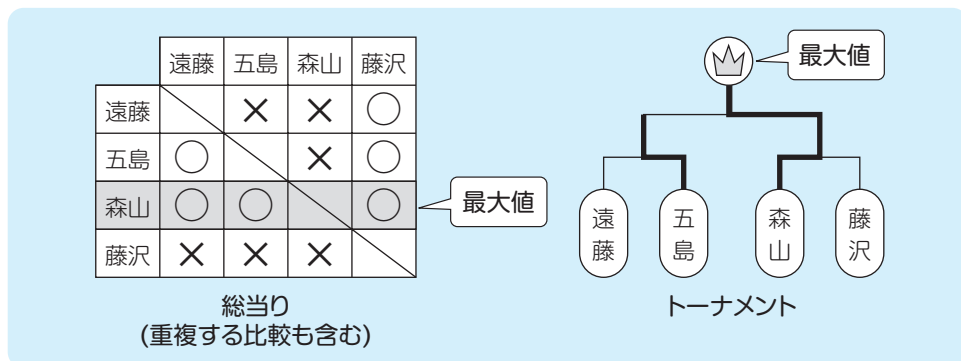 遠藤 五島 森山 藤沢
遠藤 × × ○
五島 ○ × ○
森山 ○ ○ ○
藤沢 × × ×
最大値
総当り
(重複する比較も含む)
最大値
遠藤
五島
森山
藤沢
トーナメント